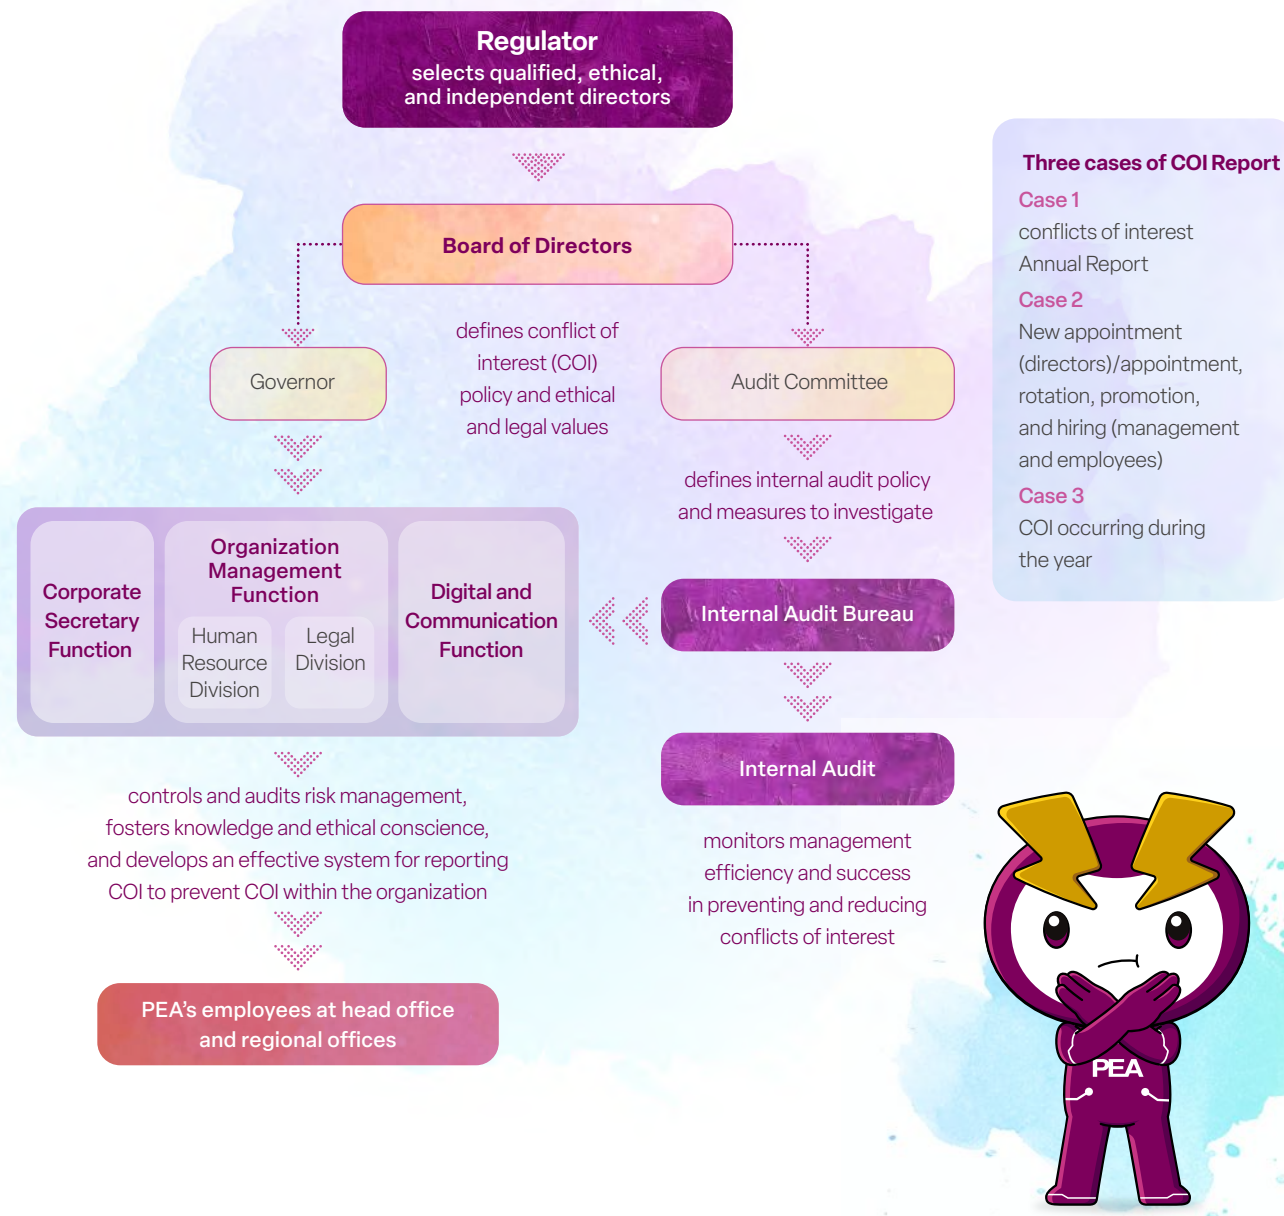 Regulator
selects qualified, ethical,
and independent directors
Board of Directors
defines conflict of
interest (COI)
policy and ethical
and legal values
Governor
Audit Committee
defines internal audit policy
and measures to investigate
Corporate
Secretary
Function
Organization
Management
Function
Human
Resource
Division
Legal
Division
Digital and
Communication
Function
Internal Audit Bureau
Internal Audit
monitors management
efficiency and success
in preventing and reducing
conflicts of interest
controls and audits risk management,
fosters knowledge and ethical conscience,
and develops an effective system for reporting
COI to prevent COI within the organization
PEA's employees at head office
and regional offices
Three cases of COI Report
Case 1
conflicts of interest
Annual Report
Case 2
New appointment
(directors)/appointment,
rotation, promotion,
and hiring (management
and employees)
Case 3
COI occurring during
the year
PEA